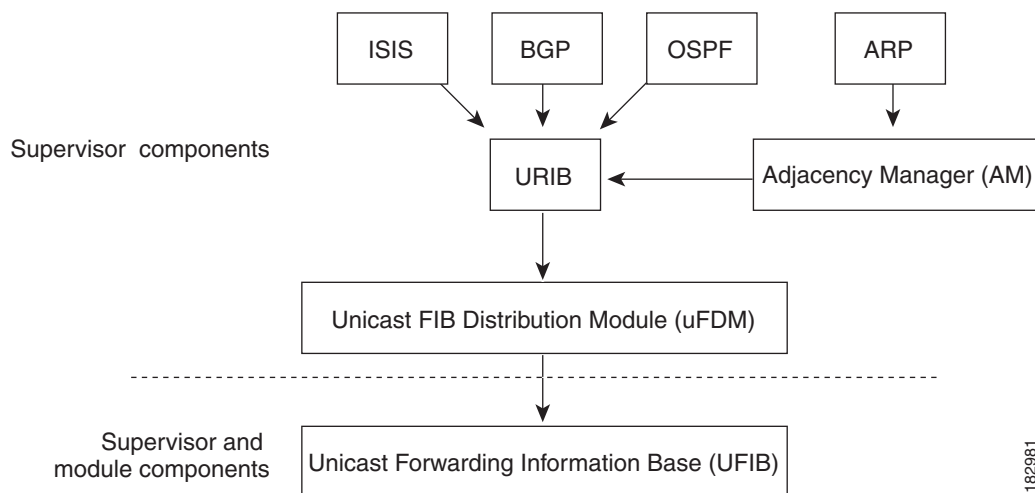 ISIS
BGP
OSPF
ARP
Supervisor components
URIB
Adjacency Manager (AM)
Unicast FIB Distribution Module (uFDM)
Supervisor and
module components
Unicast Forwarding Information Base (UFIB)
182981